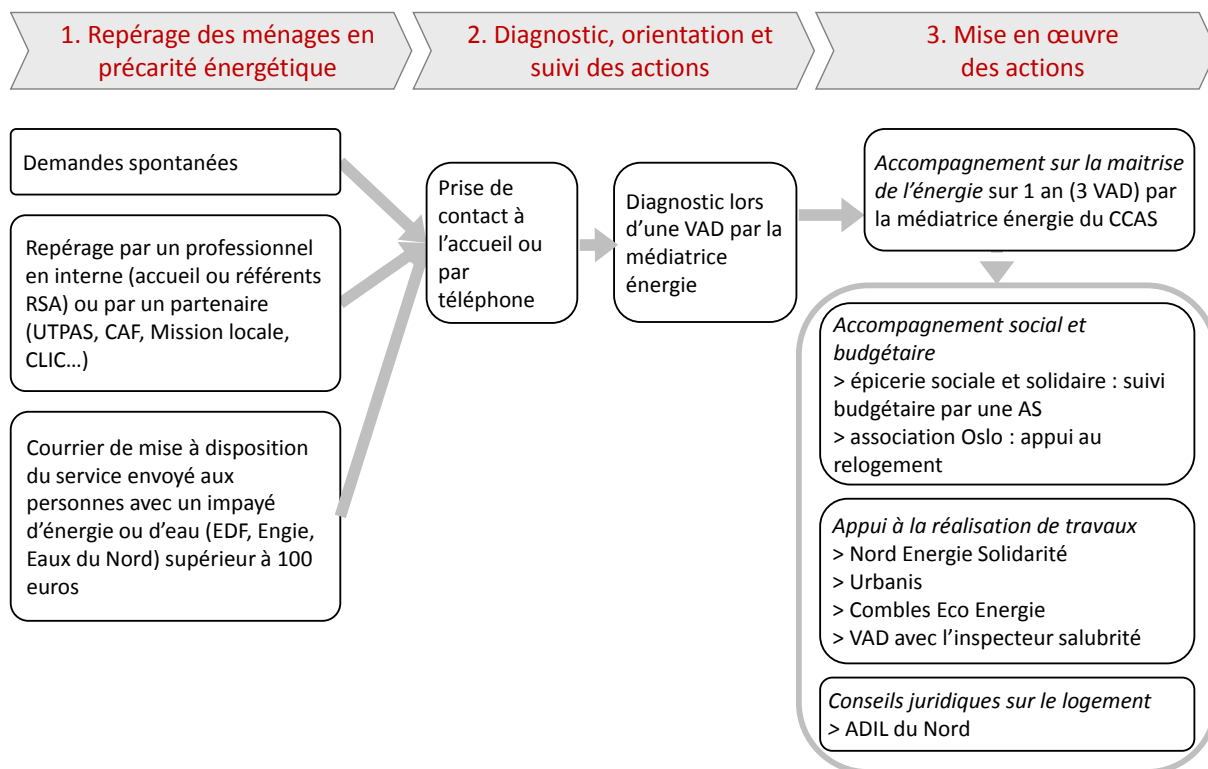 1. Repérage des ménages en
précarité énergétique
2. Diagnostic, orientation et
suivi des actions
3. Mise en œuvre
des actions
Demandes spontanées
Repérage par un professionnel
en interne (accueil ou référents
RSA) ou par un partenaire
(UTPAS, CAF, Mission locale,
CLIC…)
Courrier de mise à disposition
du service envoyé aux
personnes avec un impayé
d’énergie ou d’eau (EDF, Engie,
Eaux du Nord) supérieur à 100
euros
Prise de
contact à
l’accueil ou
par
téléphone
Diagnostic lors
d’une VAD par la
médiatrice
énergie
Accompagnement sur la maitrise
de l’énergie sur 1 an (3 VAD) par
la médiatrice énergie du CCAS
Accompagnement social et
budgétaire
> épicerie sociale et solidaire : suivi
budgétaire par une AS
> association Oslo : appui au
relogement
Appui à la réalisation de travaux
> Nord Energie Solidarité
> Urbanis
> Combles Eco Energie
> VAD avec l’inspecteur salubrité
Conseils juridiques sur le logement
> ADIL du Nord